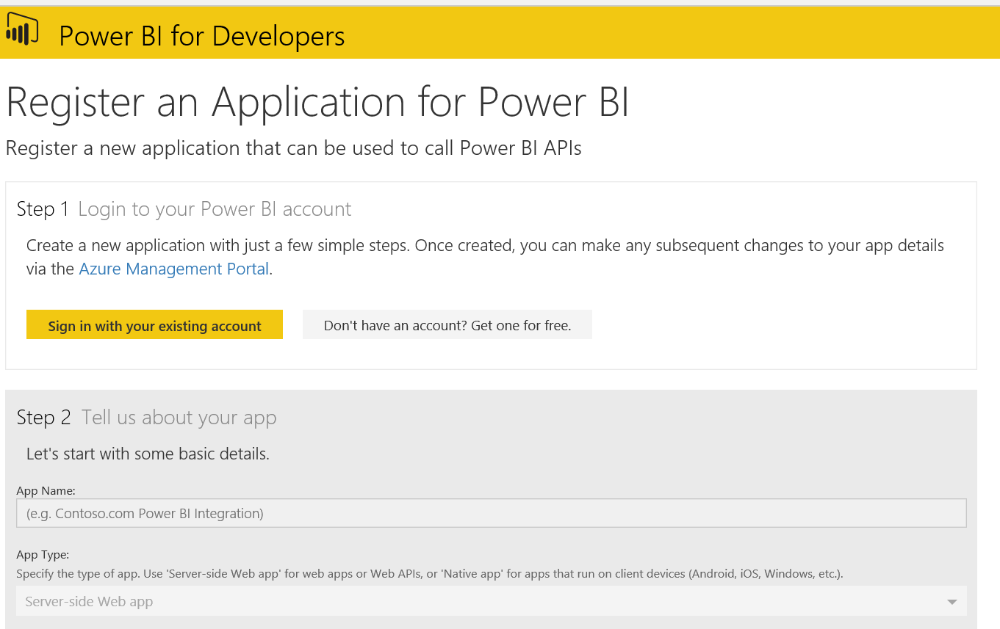 Power BI for Developers
Register an Application for Power BI
Register a new application that can be used to call Power BI APIs
Step 1 Login to your Power BI account
Create a new application with just a few simple steps. Once created, you can make any subsequent changes to your app details
via the Azure Management Portal.
Sign in with your existing account
Don't have an account? Get one for free.
Step 2 Tell us about your app
Let's start with some basic details.
App Name:
(e.g. Contoso.com Power BI Integration)
App Type:
Specify the type of app. Use 'Server-side Web app' for web apps or Web APIs, or 'Native app' for apps that run on client devices (Android, iOS, Windows, etc.).
Server-side Web app